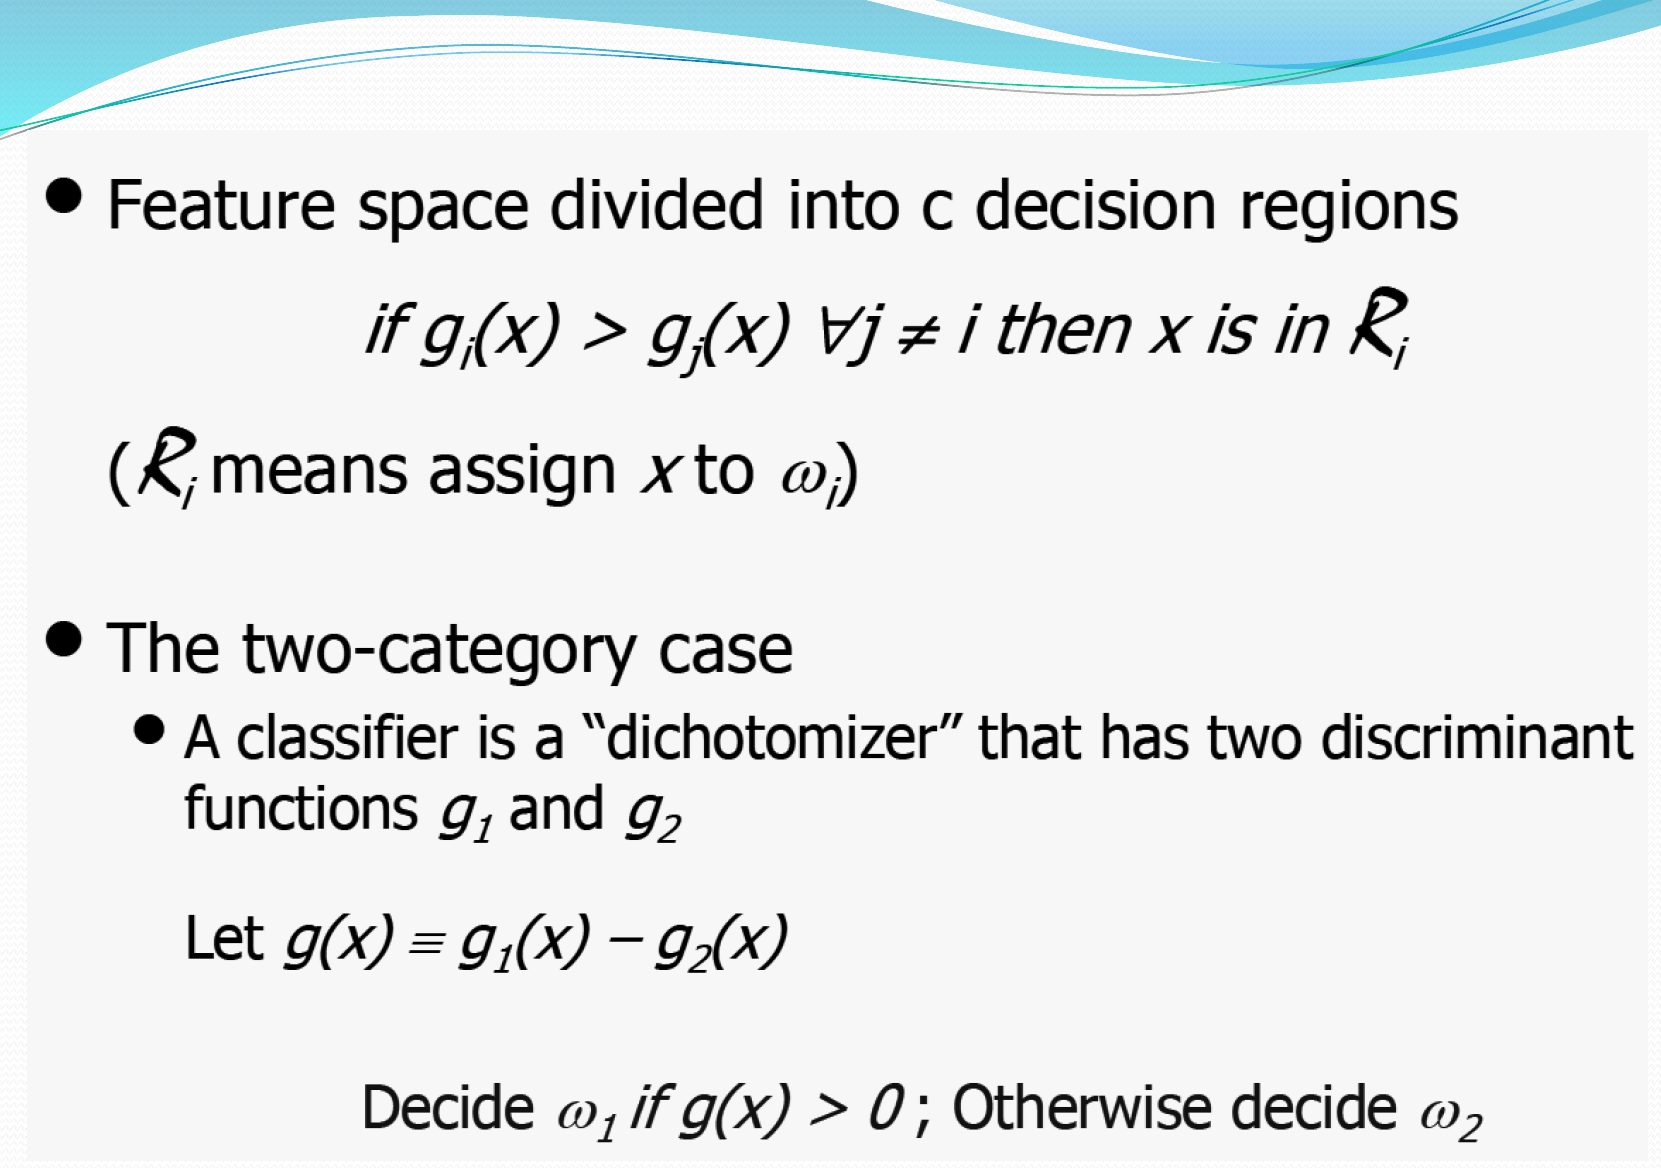 • Feature space divided into c decision regions
if gᵢ(x) > gⱼ(x) ∀j ≠ i then x is in ℛᵢ
(ℛᵢ means assign x to ωᵢ)
• The two-category case
• A classifier is a “dichotomizer” that has two discriminant
functions g₁ and g₂
Let g(x) ≡ g₁(x) – g₂(x)
Decide ω₁ if g(x) > 0 ; Otherwise decide ω₂